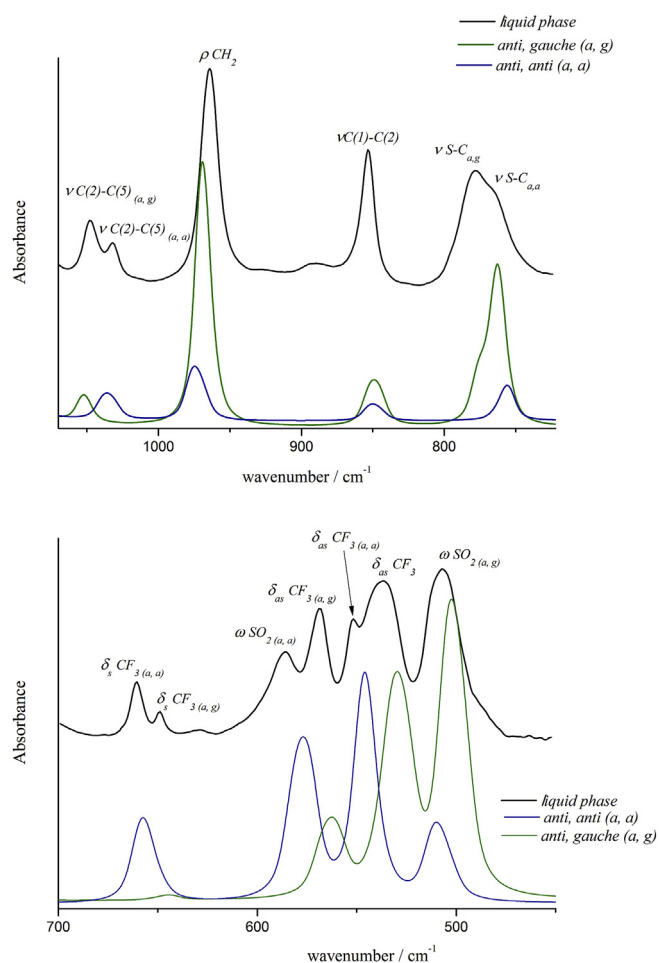 liquid phase
anti, gauche (a, g)
anti, anti (a, a)
ρ CH2
νC(1)-C(2)
ν S-Ca,g
ν S-Ca,a
ν C(2)-C(5) (a, g)
ν C(2)-C(5) (a, a)
Absorbance
1000 900 800
wavenumber / cm-1
δas CF3 (a, a)
δas CF3
ω SO2 (a, g)
δas CF3 (a, g)
ω SO2 (a, a)
δs CF3 (a, a)
δs CF3 (a, g)
Absorbance
liquid phase
anti, anti (a, a)
anti, gauche (a, g)
700 600 500
wavenumber / cm-1